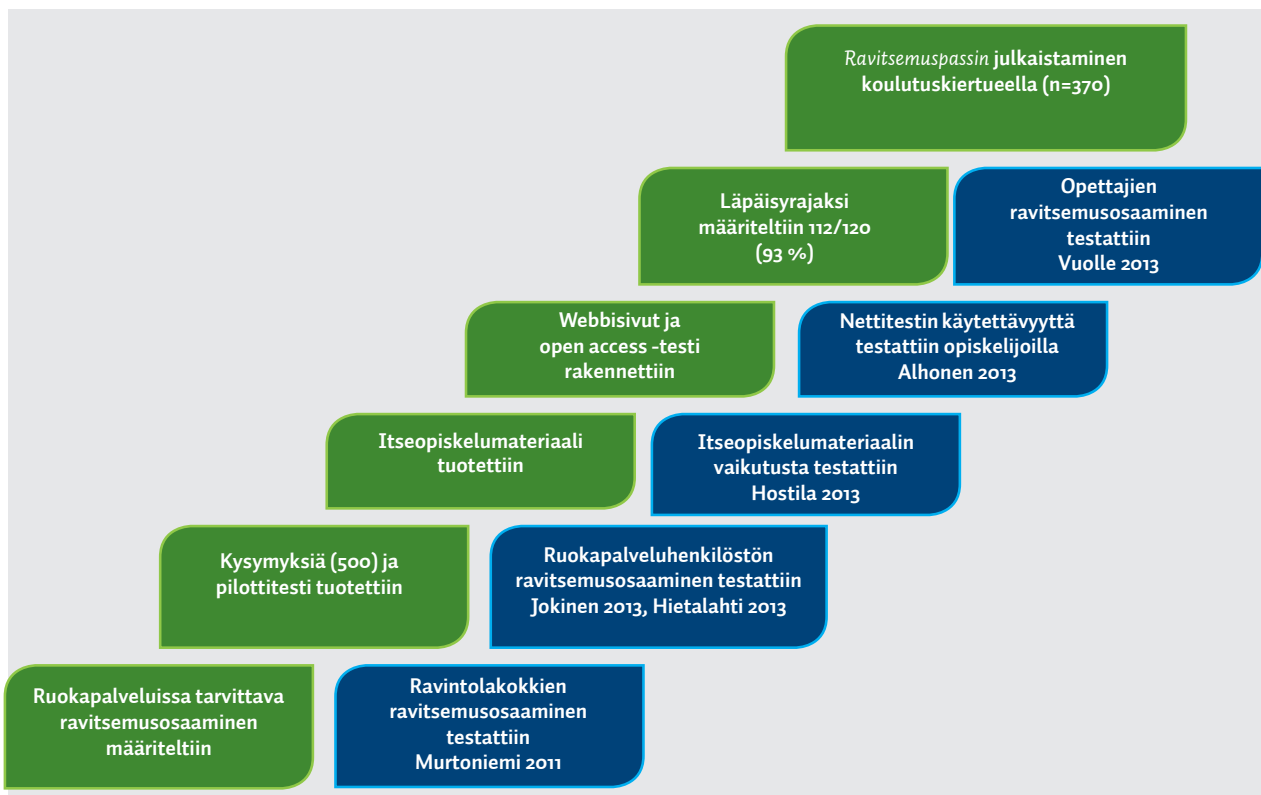 Ravitsemuspassin julkaistaminen
koulutuskiertueella (n=370)
Läpäisyrajaksi
määriteltiin 112/120
(93 %)
Opettajien
ravitsemusosaaminen
testattiin
Vuolle 2013
Webbisivut ja
open access -testi
rakennettiin
Nettitestin käytettävyyttä
testattiin opiskelijoilla
Alhonen 2013
Itseopiskelumateriaali
tuotettiin
Itseopiskelumateriaalin
vaikutusta testattiin
Hostila 2013
Kysymyksiä (500) ja
pilottitesti tuotettiin
Ruokapalveluhenkilöstön
ravitsemusosaaminen testattiin
Jokinen 2013, Hietalahti 2013
Ruokapalveluissa tarvittava
ravitsemusosaaminen
määriteltiin
Ravintolakokkien
ravitsemusosaaminen
testattiin
Murtoniemi 2011